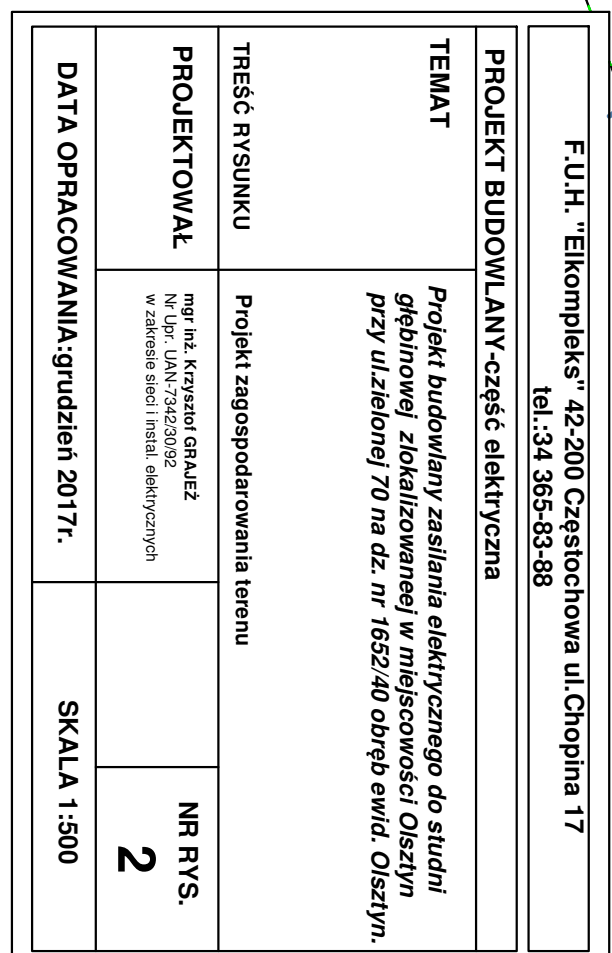 F.U.H. "Elkompleks" 42-200 Częstochowa ul.Chopina 17
tel.:34 365-83-88
PROJEKT BUDOWLANY-część elektryczna
TEMAT
Projekt budowlany zasilania elektrycznego do studni
głębinowej zlokalizowaneej w miejscowości Olsztyn
przy ul.zielonej 70 na dz. nr 1652/40 obręb ewid. Olsztyn.
TREŚĆ RYSUNKU
Projekt zagospodarowania terenu
PROJEKTOWAŁ
mgr inż. Krzysztof GRAJEŻ
Nr Upr. UAN-7342/30/92
w zakresie sieci i instal. elektrycznych
NR RYS.
2
DATA OPRACOWANIA:grudzień 2017r.
SKALA 1:500